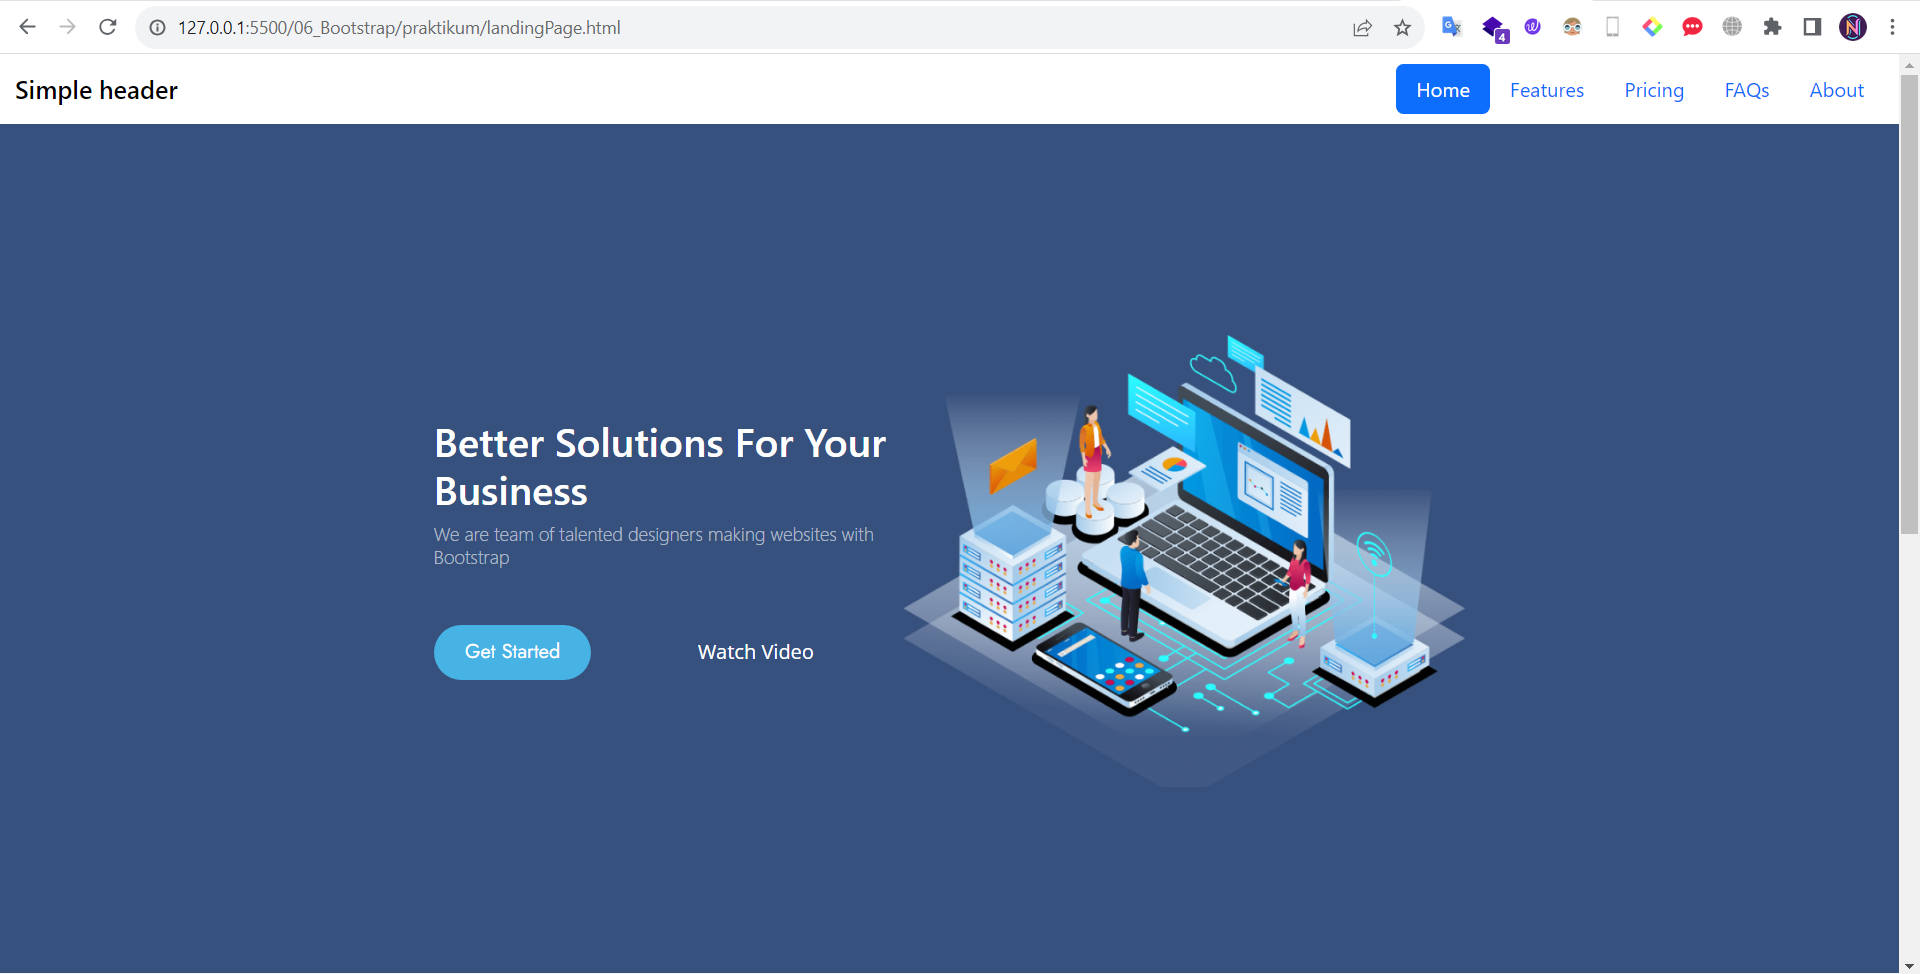 127.0.0.1:5500/06_Bootstrap/praktikum/landingPage.html
4
Simple header
Home Features Pricing FAQs About
Better Solutions For Your
Business
We are team of talented designers making websites with
Bootstrap
Get Started Watch Video